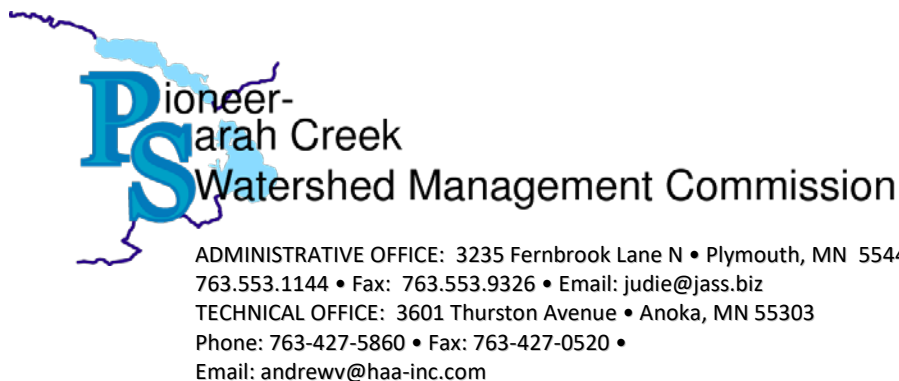 Pioneer-
Sarah Creek
Watershed Management Commission
ADMINISTRATIVE OFFICE: 3235 Fernbrook Lane N • Plymouth, MN 5544
763.553.1144 • Fax: 763.553.9326 • Email: judie@jass.biz
TECHNICAL OFFICE: 3601 Thurston Avenue • Anoka, MN 55303
Phone: 763-427-5860 • Fax: 763-427-0520 •
Email: andrewv@haa-inc.com